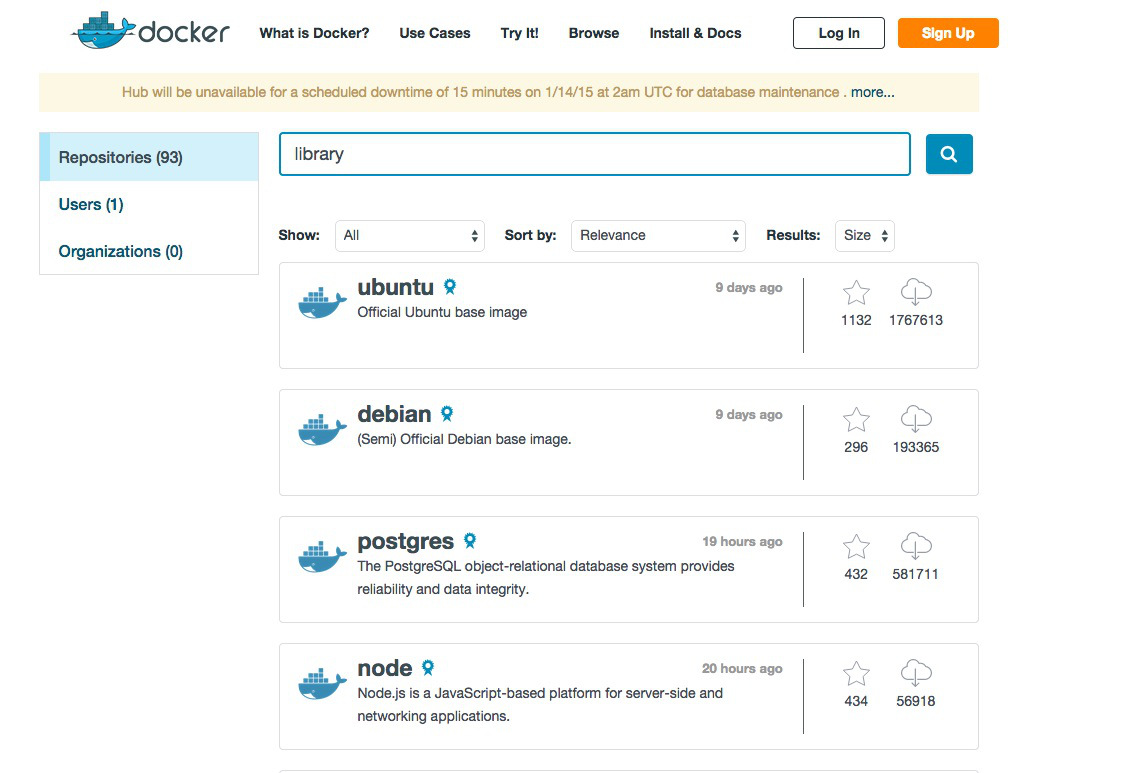 docker What is Docker? Use Cases Try It! Browse Install & Docs Log In Sign Up
Hub will be unavailable for a scheduled downtime of 15 minutes on 1/14/15 at 2am UTC for database maintenance . more...
Repositories (93)
Users (1)
Organizations (0)
library
Show: All Sort by: Relevance Results: Size
ubuntu 9 days ago
Official Ubuntu base image
1132 1767613
debian 9 days ago
(Semi) Official Debian base image.
296 193365
postgres 19 hours ago
The PostgreSQL object-relational database system provides
reliability and data integrity.
432 581711
node 20 hours ago
Node.js is a JavaScript-based platform for server-side and
networking applications.
434 56918